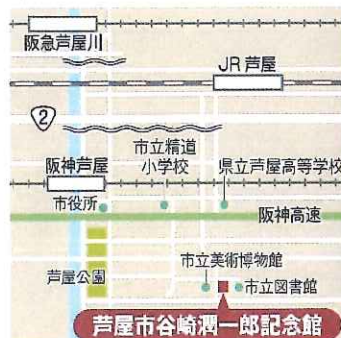 阪急芦屋川
JR 芦屋
2
市立精道
小学校
阪神芦屋
県立芦屋高等学校
市役所
阪神高速
芦屋公園
市立美術博物館
市立図書館
芦屋市谷崎潤一郎記念館